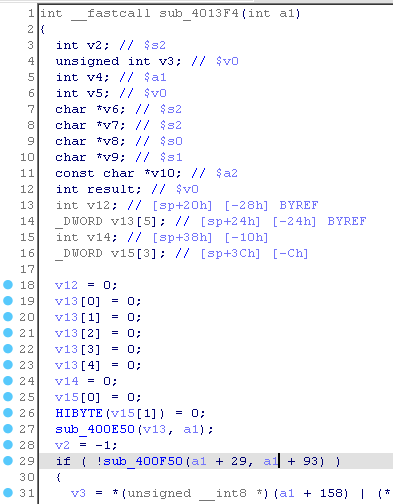 1 int __fastcall sub_4013F4(int a1)
2 {
3 int v2; // $s2
4 unsigned int v3; // $v0
5 int v4; // $a1
6 int v5; // $v0
7 char *v6; // $s2
8 char *v7; // $s2
9 char *v8; // $s0
10 char *v9; // $s1
11 const char *v10; // $a2
12 int result; // $v0
13 int v12; // [sp+20h] [-28h] BYREF
14 _DWORD v13[5]; // [sp+24h] [-24h] BYREF
15 int v14; // [sp+38h] [-10h]
16 _DWORD v15[3]; // [sp+3Ch] [-Ch]
17
18 v12 = 0;
19 v13[0] = 0;
20 v13[1] = 0;
21 v13[2] = 0;
22 v13[3] = 0;
23 v13[4] = 0;
24 v14 = 0;
25 v15[0] = 0;
26 HIBYTE(v15[1]) = 0;
27 sub_400E50(v13, a1);
28 v2 = -1;
29 if ( !sub_400F50(a1 + 29, a1 + 93) )
30 {
31 v3 = *(unsigned __int8 *)(a1 + 158) | (*